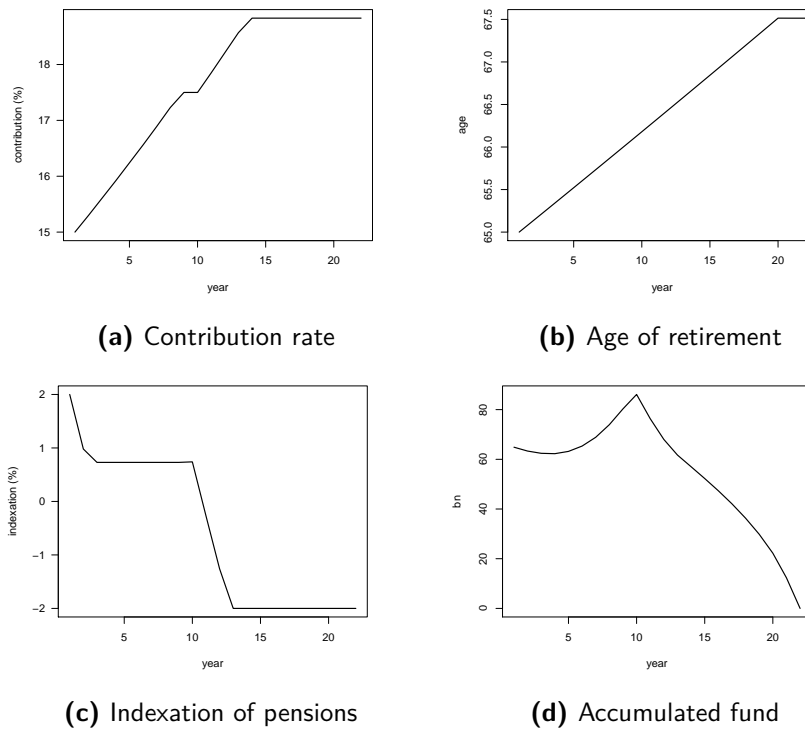 18
17
16
15
contribution (%)
5 10 15 20
year
(a) Contribution rate
67.5
67.0
66.5
66.0
65.5
65.0
age
5 10 15 20
year
(b) Age of retirement
2
1
0
−1
−2
indexation (%)
5 10 15 20
year
(c) Indexation of pensions
80
60
40
20
0
bn
5 10 15 20
year
(d) Accumulated fund